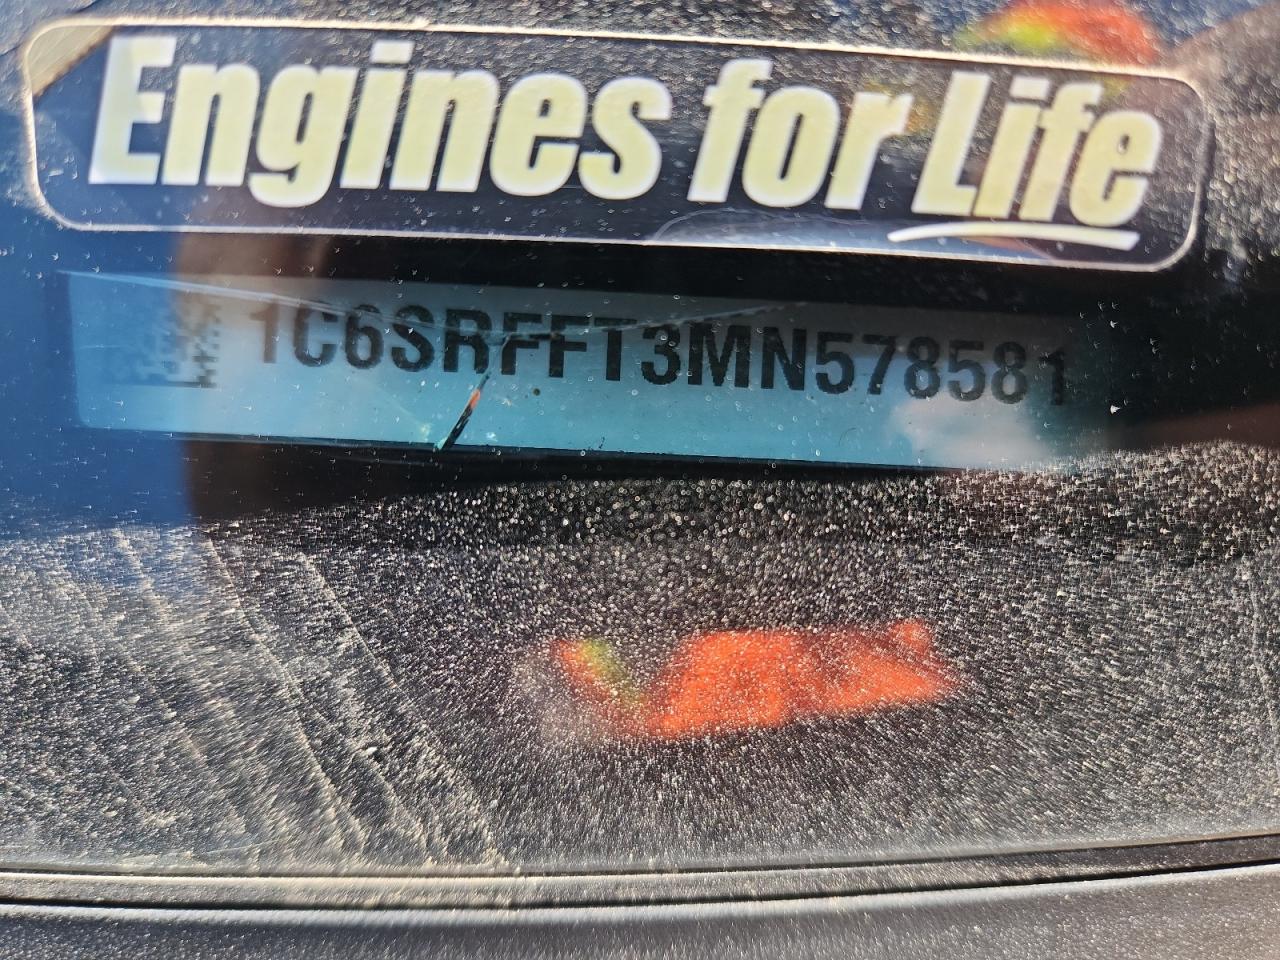 Engines for Life
1C6SRFFT3MN578581